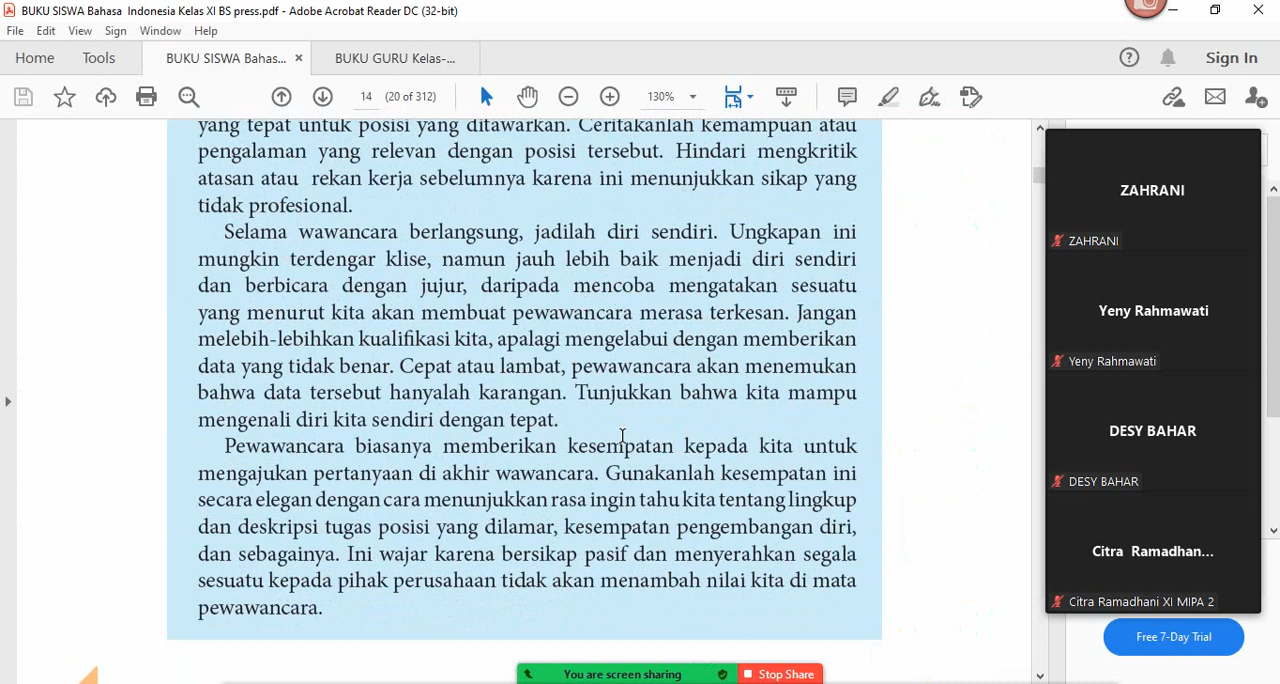 BUKU SISWA Bahasa  Indonesia Kelas XI BS press.pdf - Adobe Acrobat Reader DC (32-bit)
File Edit View Sign Window Help
Home Tools BUKU SISWA Bahas... × BUKU GURU Kelas-... Sign In
14 (20 of 312) 130%
yang tepat untuk posisi yang ditawarkan. Ceritakanlah kemampuan atau
pengalaman yang relevan dengan posisi tersebut. Hindari mengkritik
atasan atau  rekan kerja sebelumnya karena ini menunjukkan sikap yang
tidak profesional.
Selama wawancara berlangsung, jadilah diri sendiri. Ungkapan ini
mungkin terdengar klise, namun jauh lebih baik menjadi diri sendiri
dan berbicara dengan jujur, daripada mencoba mengatakan sesuatu
yang menurut kita akan membuat pewawancara merasa terkesan. Jangan
melebih-lebihkan kualifikasi kita, apalagi mengelabui dengan memberikan
data yang tidak benar. Cepat atau lambat, pewawancara akan menemukan
bahwa data tersebut hanyalah karangan. Tunjukkan bahwa kita mampu
mengenali diri kita sendiri dengan tepat.
Pewawancara biasanya memberikan kesempatan kepada kita untuk
mengajukan pertanyaan di akhir wawancara. Gunakanlah kesempatan ini
secara elegan dengan cara menunjukkan rasa ingin tahu kita tentang lingkup
dan deskripsi tugas posisi yang dilamar, kesempatan pengembangan diri,
dan sebagainya. Ini wajar karena bersikap pasif dan menyerahkan segala
sesuatu kepada pihak perusahaan tidak akan menambah nilai kita di mata
pewawancara.
ZAHRANI
ZAHRANI
Yeny Rahmawati
Yeny Rahmawati
DESY BAHAR
DESY BAHAR
Citra  Ramadhan...
Citra Ramadhani XI MIPA 2
Free 7-Day Trial
You are screen sharing Stop Share